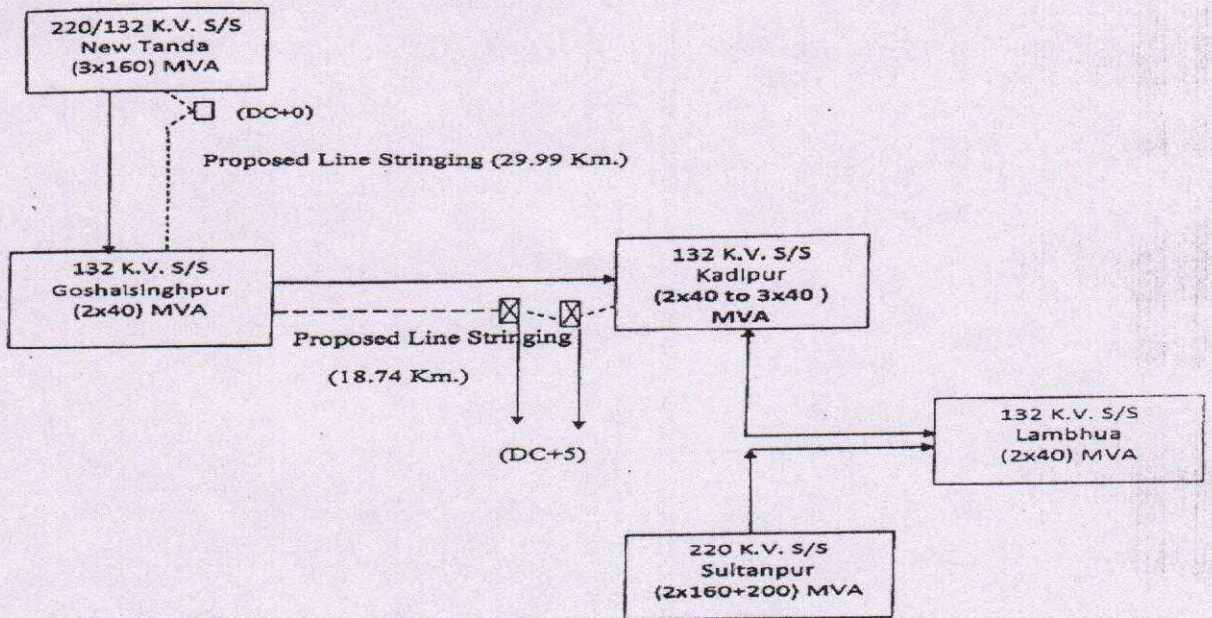 220/132 K.V. S/S
New Tanda
(3x160) MVA
(DC+0)
Proposed Line Stringing (29.99 Km.)
132 K.V. S/S
Goshaisinghpur
(2x40) MVA
132 K.V. S/S
Kadipur
(2x40 to 3x40 )
MVA
Proposed Line Stringing
(18.74 Km.)
(DC+5)
132 K.V. S/S
Lambhua
(2x40) MVA
220 K.V. S/S
Sultanpur
(2x160+200) MVA